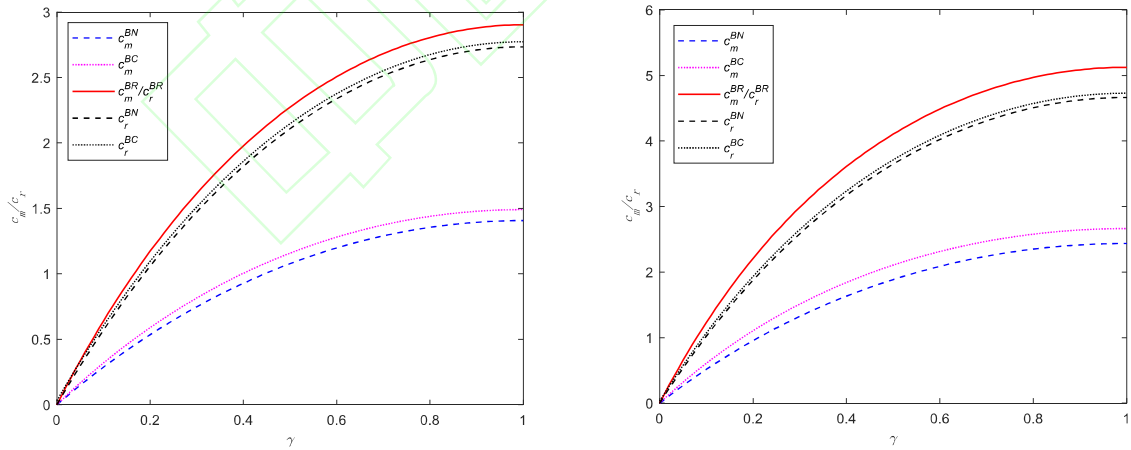 3
2.5
2
1.5
1
0.5
0
0 0.2 0.4 0.6 0.8 1
γ
c_m/c_r
c_m^{BN}
c_m^{BC}
c_m^{BR}/c_r^{BR}
c_r^{BN}
c_r^{BC}
6
5
4
3
2
1
0
0 0.2 0.4 0.6 0.8 1
γ
c_m/c_r
c_m^{BN}
c_m^{BC}
c_m^{BR}/c_r^{BR}
c_r^{BN}
c_r^{BC}